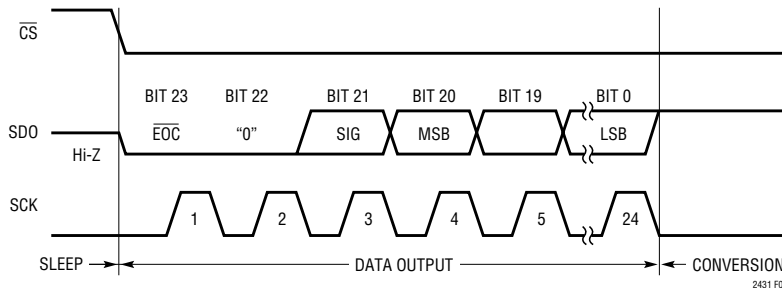 CS
BIT 23 BIT 22 BIT 21 BIT 20 BIT 19 BIT 0
SDO EOC “0” SIG MSB LSB
Hi-Z
SCK 1 2 3 4 5 24
SLEEP DATA OUTPUT CONVERSION
2431